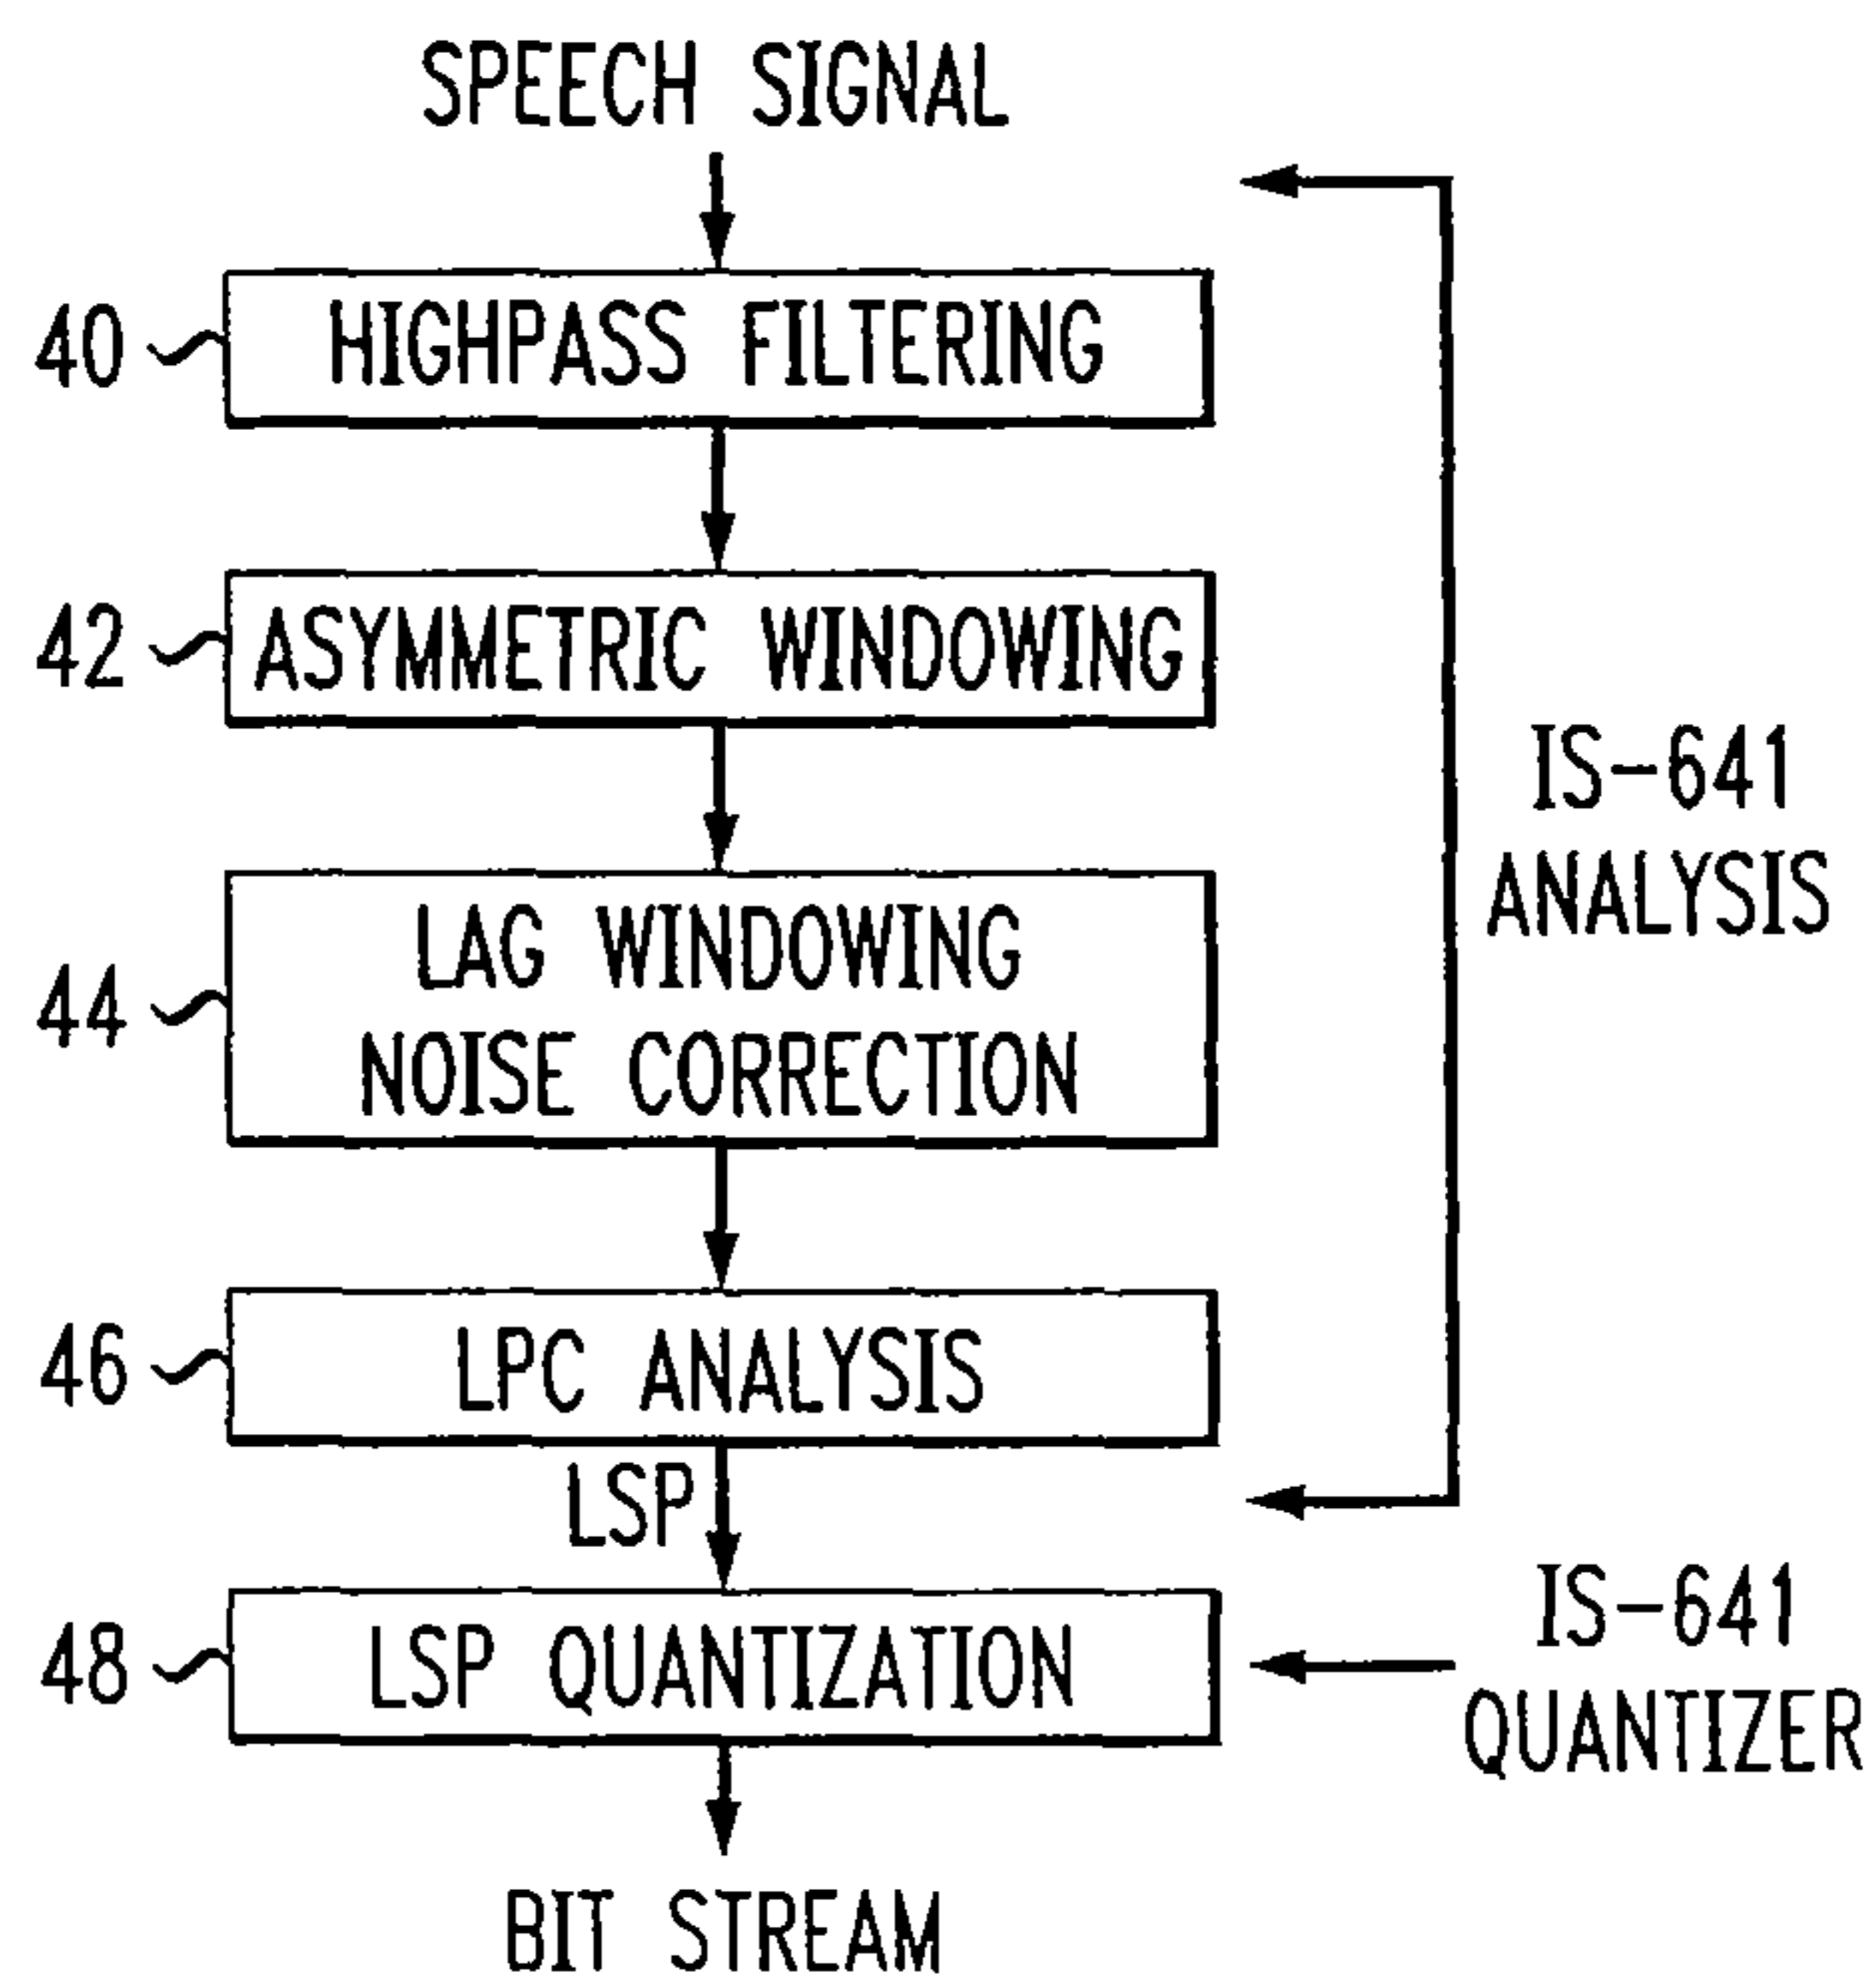 SPEECH SIGNAL
40
HIGHPASS FILTERING
42
ASYMMETRIC WINDOWING
IS-641
ANALYSIS
44
LAG WINDOWING
NOISE CORRECTION
46
LPC ANALYSIS
LSP
48
LSP QUANTIZATION
IS-641
QUANTIZER
BIT STREAM